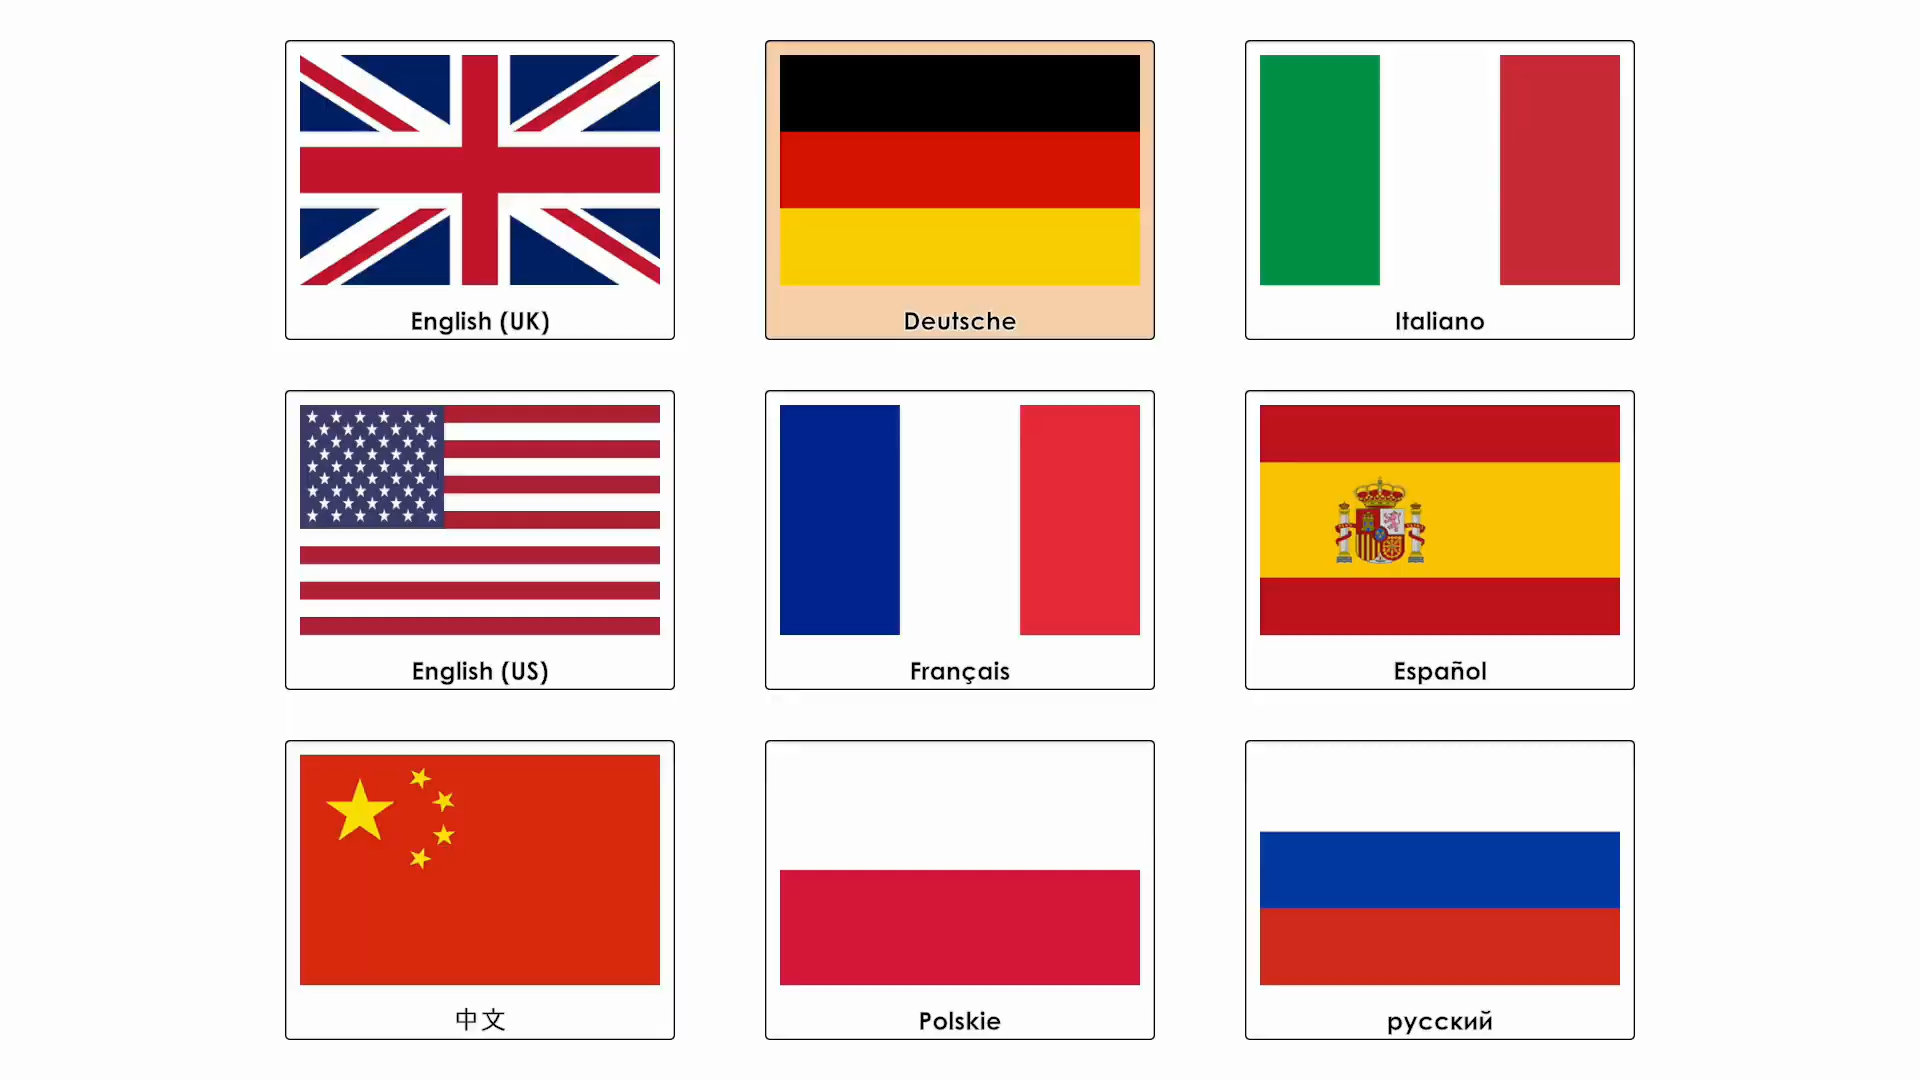 English (UK)
Deutsche
Italiano
English (US)
Français
Español
中文
Polskie
русский